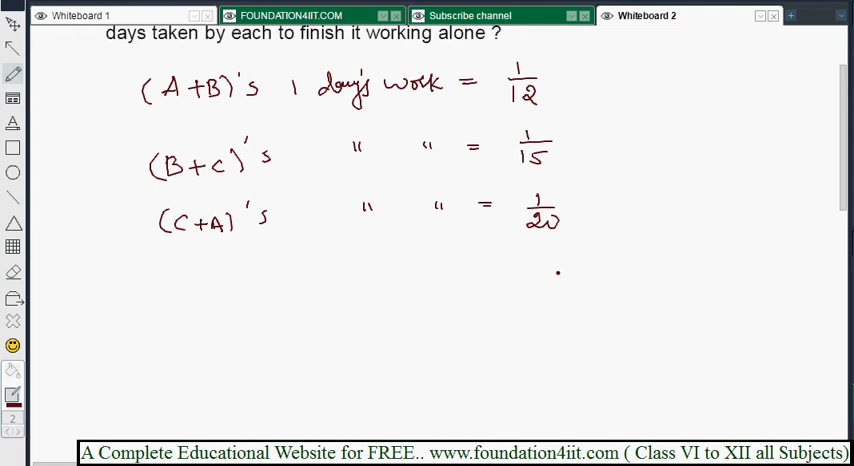 Whiteboard 1 FOUNDATION4IIT.COM Subscribe channel Whiteboard 2
days taken by each to finish it working alone ?
(A+B)'s 1 day's work = 1/12
(B+C)'s " " = 1/15
(C+A)'s " " = 1/20
2
A Complete Educational Website for FREE.. www.foundation4iit.com ( Class VI to XII all Subjects)